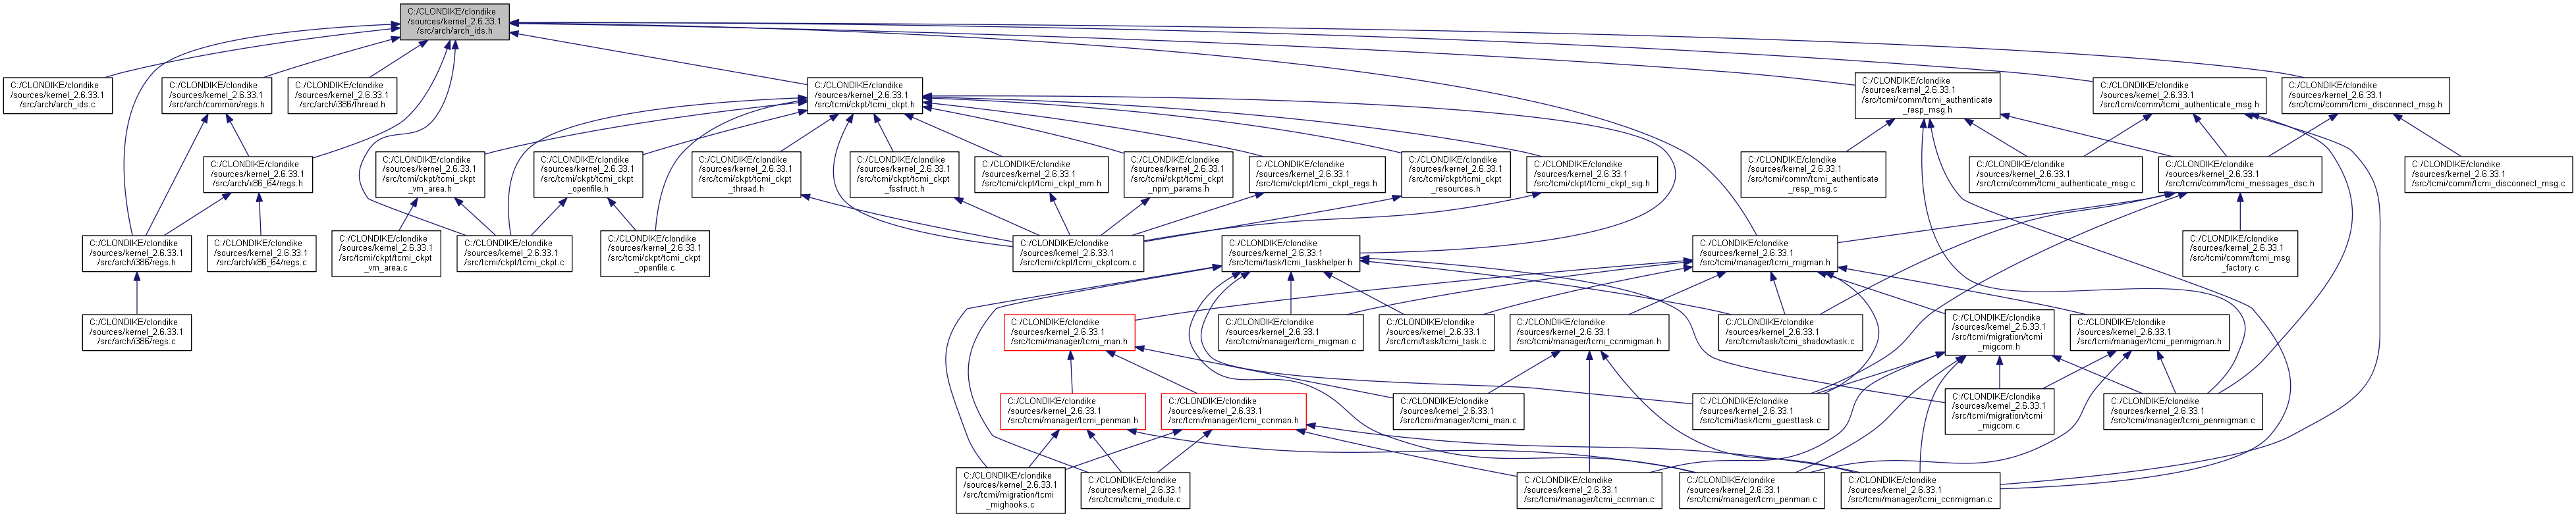 C:/CLONDIKE/clondike
/sources/kernel_2.6.33.1
/src/arch/arch_ids.h
C:/CLONDIKE/clondike
/sources/kernel_2.6.33.1
/src/arch/arch_ids.c
C:/CLONDIKE/clondike
/sources/kernel_2.6.33.1
/src/arch/common/regs.h
C:/CLONDIKE/clondike
/sources/kernel_2.6.33.1
/src/arch/i386/thread.h
C:/CLONDIKE/clondike
/sources/kernel_2.6.33.1
/src/tcmi/ckpt/tcmi_ckpt.h
C:/CLONDIKE/clondike
/sources/kernel_2.6.33.1
/src/tcmi/comm/tcmi_authenticate
_resp_msg.h
C:/CLONDIKE/clondike
/sources/kernel_2.6.33.1
/src/tcmi/comm/tcmi_authenticate_msg.h
C:/CLONDIKE/clondike
/sources/kernel_2.6.33.1
/src/tcmi/comm/tcmi_disconnect_msg.h
C:/CLONDIKE/clondike
/sources/kernel_2.6.33.1
/src/arch/x86_64/regs.h
C:/CLONDIKE/clondike
/sources/kernel_2.6.33.1
/src/tcmi/ckpt/tcmi_ckpt
_vm_area.h
C:/CLONDIKE/clondike
/sources/kernel_2.6.33.1
/src/tcmi/ckpt/tcmi_ckpt
_openfile.h
C:/CLONDIKE/clondike
/sources/kernel_2.6.33.1
/src/tcmi/ckpt/tcmi_ckpt
_thread.h
C:/CLONDIKE/clondike
/sources/kernel_2.6.33.1
/src/tcmi/ckpt/tcmi_ckpt
_fsstruct.h
C:/CLONDIKE/clondike
/sources/kernel_2.6.33.1
/src/tcmi/ckpt/tcmi_ckpt_mm.h
C:/CLONDIKE/clondike
/sources/kernel_2.6.33.1
/src/tcmi/ckpt/tcmi_ckpt
_npm_params.h
C:/CLONDIKE/clondike
/sources/kernel_2.6.33.1
/src/tcmi/ckpt/tcmi_ckpt_regs.h
C:/CLONDIKE/clondike
/sources/kernel_2.6.33.1
/src/tcmi/ckpt/tcmi_ckpt
_resources.h
C:/CLONDIKE/clondike
/sources/kernel_2.6.33.1
/src/tcmi/ckpt/tcmi_ckpt_sig.h
C:/CLONDIKE/clondike
/sources/kernel_2.6.33.1
/src/tcmi/comm/tcmi_authenticate
_resp_msg.c
C:/CLONDIKE/clondike
/sources/kernel_2.6.33.1
/src/tcmi/comm/tcmi_authenticate_msg.c
C:/CLONDIKE/clondike
/sources/kernel_2.6.33.1
/src/tcmi/comm/tcmi_messages_dsc.h
C:/CLONDIKE/clondike
/sources/kernel_2.6.33.1
/src/tcmi/comm/tcmi_disconnect_msg.c
C:/CLONDIKE/clondike
/sources/kernel_2.6.33.1
/src/arch/i386/regs.h
C:/CLONDIKE/clondike
/sources/kernel_2.6.33.1
/src/arch/x86_64/regs.c
C:/CLONDIKE/clondike
/sources/kernel_2.6.33.1
/src/tcmi/ckpt/tcmi_ckpt
_vm_area.c
C:/CLONDIKE/clondike
/sources/kernel_2.6.33.1
/src/tcmi/ckpt/tcmi_ckpt.c
C:/CLONDIKE/clondike
/sources/kernel_2.6.33.1
/src/tcmi/ckpt/tcmi_ckpt
_openfile.c
C:/CLONDIKE/clondike
/sources/kernel_2.6.33.1
/src/tcmi/ckpt/tcmi_ckptcom.c
C:/CLONDIKE/clondike
/sources/kernel_2.6.33.1
/src/tcmi/task/tcmi_taskhelper.h
C:/CLONDIKE/clondike
/sources/kernel_2.6.33.1
/src/tcmi/manager/tcmi_migman.h
C:/CLONDIKE/clondike
/sources/kernel_2.6.33.1
/src/tcmi/comm/tcmi_msg
_factory.c
C:/CLONDIKE/clondike
/sources/kernel_2.6.33.1
/src/arch/i386/regs.c
C:/CLONDIKE/clondike
/sources/kernel_2.6.33.1
/src/tcmi/manager/tcmi_man.h
C:/CLONDIKE/clondike
/sources/kernel_2.6.33.1
/src/tcmi/manager/tcmi_migman.c
C:/CLONDIKE/clondike
/sources/kernel_2.6.33.1
/src/tcmi/task/tcmi_task.c
C:/CLONDIKE/clondike
/sources/kernel_2.6.33.1
/src/tcmi/manager/tcmi_ccnmigman.h
C:/CLONDIKE/clondike
/sources/kernel_2.6.33.1
/src/tcmi/task/tcmi_shadowtask.c
C:/CLONDIKE/clondike
/sources/kernel_2.6.33.1
/src/tcmi/migration/tcmi
_migcom.h
C:/CLONDIKE/clondike
/sources/kernel_2.6.33.1
/src/tcmi/manager/tcmi_penmigman.h
C:/CLONDIKE/clondike
/sources/kernel_2.6.33.1
/src/tcmi/manager/tcmi_penman.h
C:/CLONDIKE/clondike
/sources/kernel_2.6.33.1
/src/tcmi/manager/tcmi_ccnman.h
C:/CLONDIKE/clondike
/sources/kernel_2.6.33.1
/src/tcmi/manager/tcmi_man.c
C:/CLONDIKE/clondike
/sources/kernel_2.6.33.1
/src/tcmi/task/tcmi_guesttask.c
C:/CLONDIKE/clondike
/sources/kernel_2.6.33.1
/src/tcmi/migration/tcmi
_migcom.c
C:/CLONDIKE/clondike
/sources/kernel_2.6.33.1
/src/tcmi/manager/tcmi_penmigman.c
C:/CLONDIKE/clondike
/sources/kernel_2.6.33.1
/src/tcmi/migration/tcmi
_mighooks.c
C:/CLONDIKE/clondike
/sources/kernel_2.6.33.1
/src/tcmi/tcmi_module.c
C:/CLONDIKE/clondike
/sources/kernel_2.6.33.1
/src/tcmi/manager/tcmi_ccnman.c
C:/CLONDIKE/clondike
/sources/kernel_2.6.33.1
/src/tcmi/manager/tcmi_penman.c
C:/CLONDIKE/clondike
/sources/kernel_2.6.33.1
/src/tcmi/manager/tcmi_ccnmigman.c